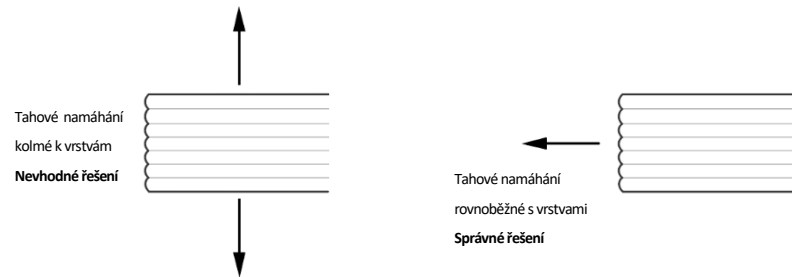 Tahové namáhání
kolmé k vrstvám
Nevhodné řešení
Tahové namáhání
rovnoběžné s vrstvami
Správné řešení